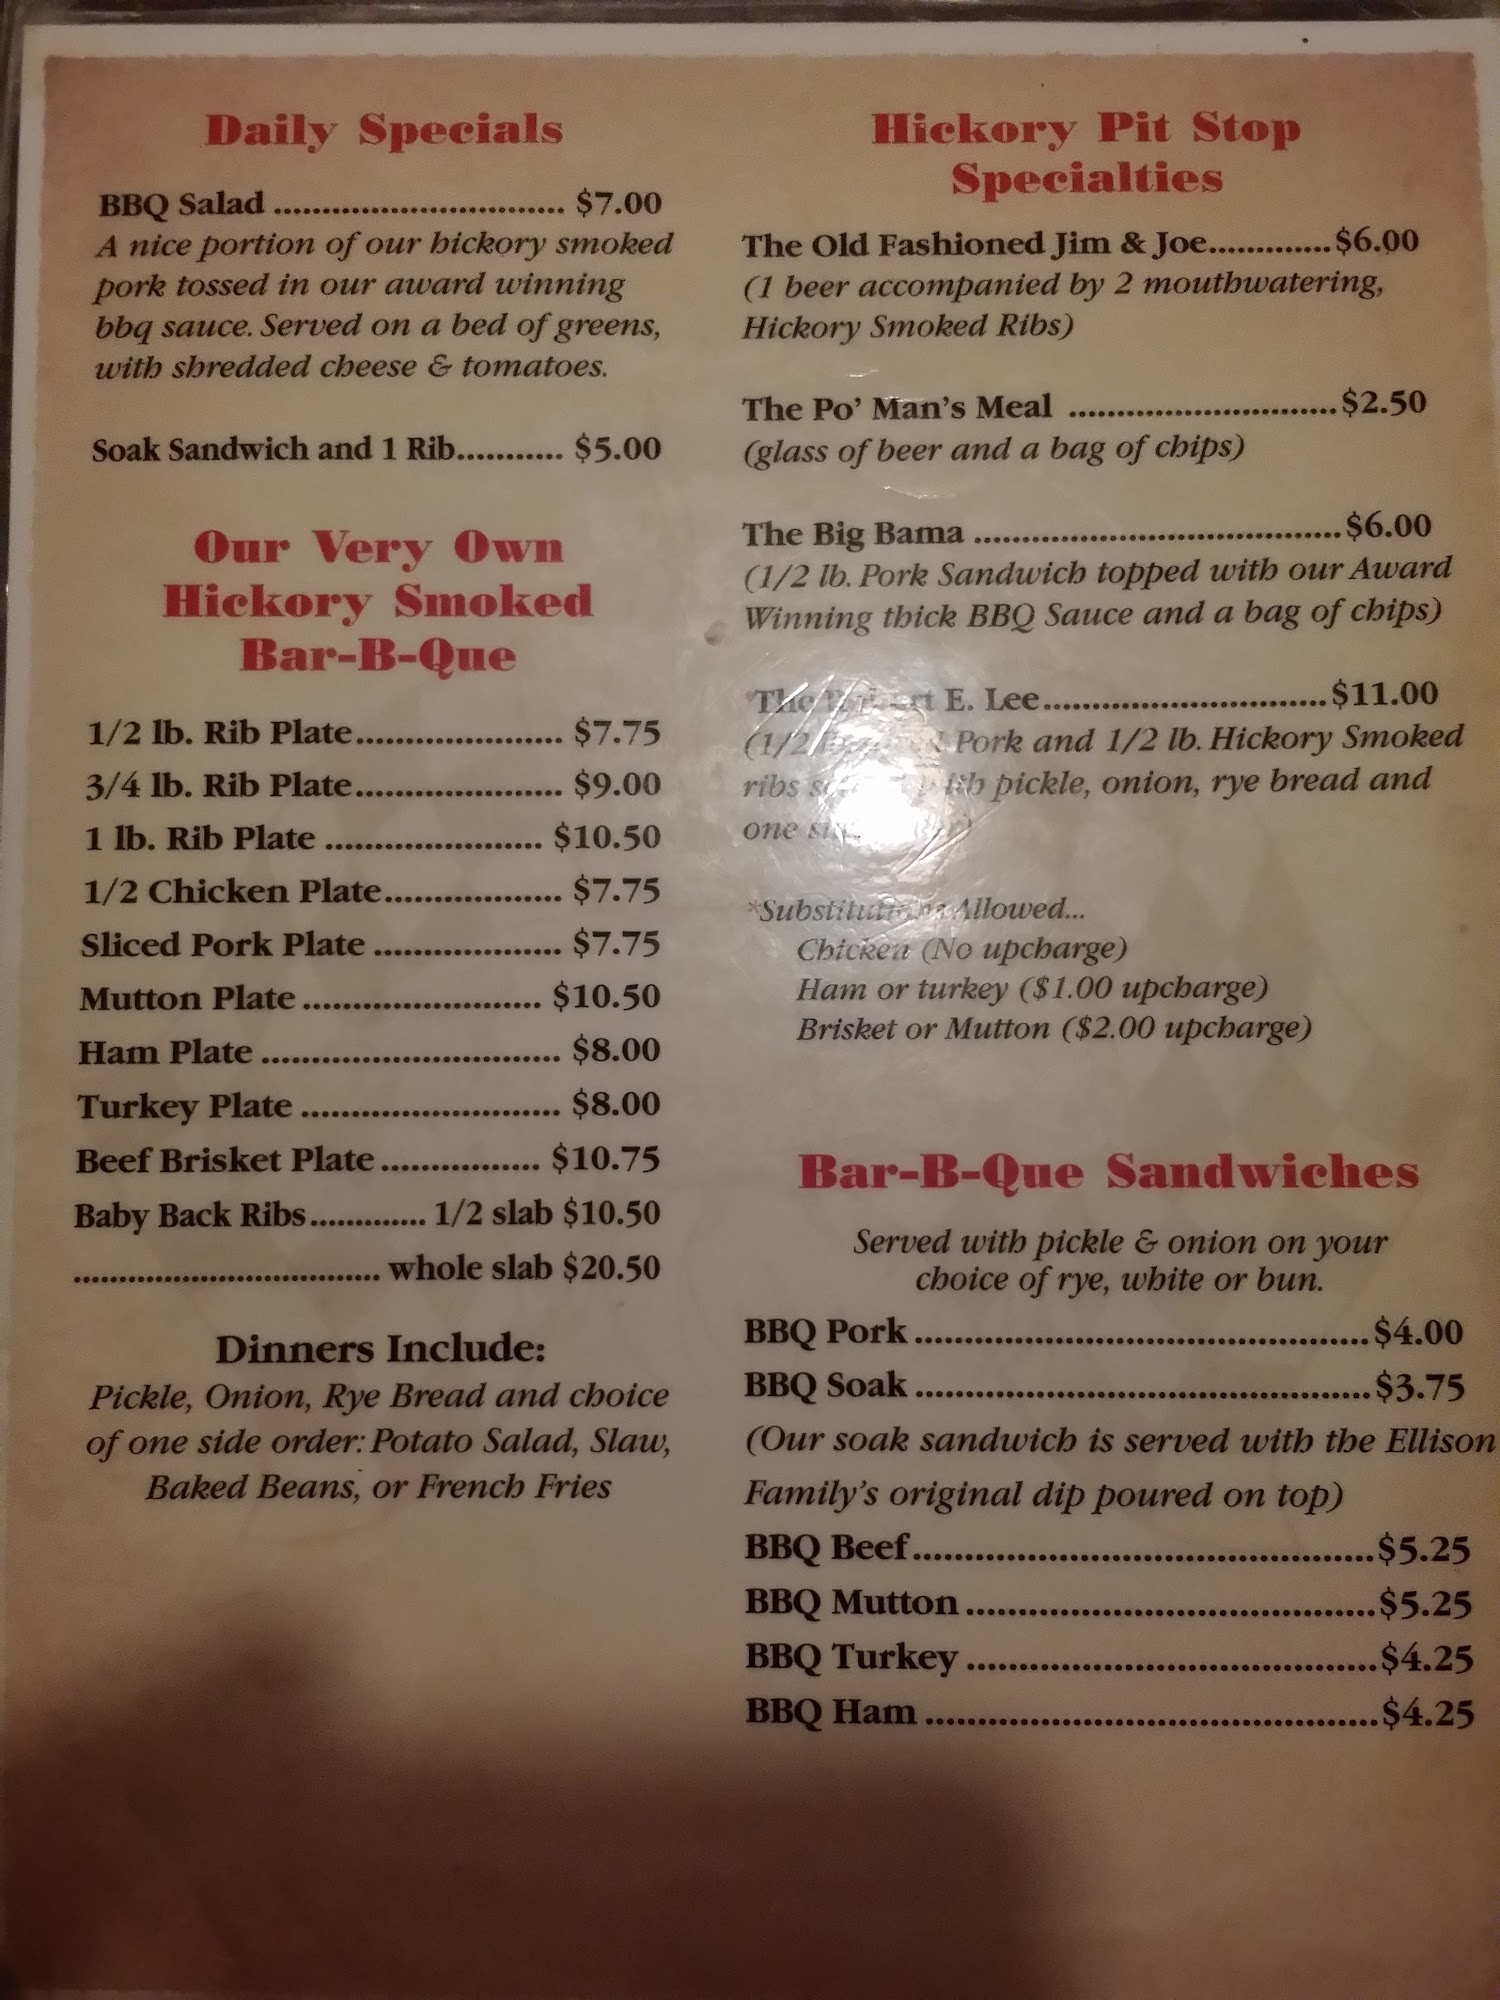 Daily Specials
BBQ Salad .............................. $7.00
A nice portion of our hickory smoked
pork tossed in our award winning
bbq sauce. Served on a bed of greens,
with shredded cheese & tomatoes.
Soak Sandwich and 1 Rib........... $5.00
Our Very Own
Hickory Smoked
Bar-B-Que
1/2 lb. Rib Plate..................... $7.75
3/4 lb. Rib Plate..................... $9.00
1 lb. Rib Plate ...................... $10.50
1/2 Chicken Plate.................. $7.75
Sliced Pork Plate ................... $7.75
Mutton Plate ........................ $10.50
Ham Plate .............................. $8.00
Turkey Plate .......................... $8.00
Beef Brisket Plate ................ $10.75
Baby Back Ribs............. 1/2 slab $10.50
................................. whole slab $20.50
Dinners Include:
Pickle, Onion, Rye Bread and choice
of one side order: Potato Salad, Slaw,
Baked Beans, or French Fries
Hickory Pit Stop
Specialties
The Old Fashioned Jim & Joe.............$6.00
(1 beer accompanied by 2 mouthwatering,
Hickory Smoked Ribs)
The Po' Man's Meal ............................$2.50
(glass of beer and a bag of chips)
The Big Bama ......................................$6.00
(1/2 lb. Pork Sandwich topped with our Award
Winning thick BBQ Sauce and a bag of chips)
*The Robert E. Lee..............................$11.00
(1/2 Pork and 1/2 lb. Hickory Smoked
ribs with pickle, onion, rye bread and
one
*Substitutions Allowed...
Chicken (No upcharge)
Ham or turkey ($1.00 upcharge)
Brisket or Mutton ($2.00 upcharge)
Bar-B-Que Sandwiches
Served with pickle & onion on your
choice of rye, white or bun.
BBQ Pork ............................................$4.00
BBQ Soak ............................................$3.75
(Our soak sandwich is served with the Ellison
Family's original dip poured on top)
BBQ Beef.............................................$5.25
BBQ Mutton ........................................$5.25
BBQ Turkey ........................................$4.25
BBQ Ham ............................................$4.25